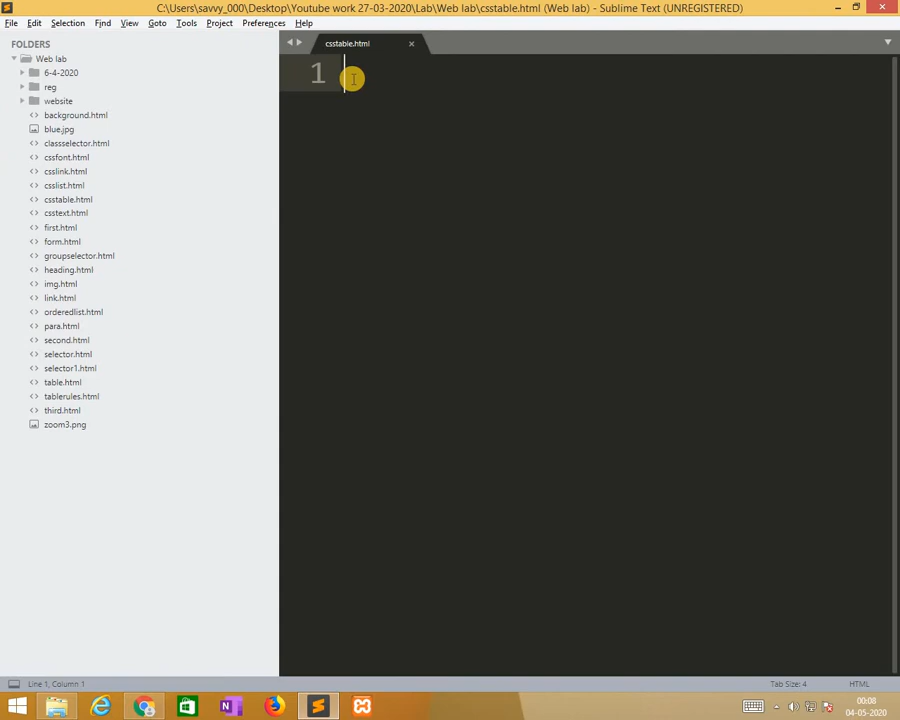 C:\Users\savvy_000\Desktop\Youtube work 27-03-2020\Lab\Web lab\csstable.html (Web lab) - Sublime Text (UNREGISTERED)
File Edit Selection Find View Goto Tools Project Preferences Help
FOLDERS
Web lab
6-4-2020
reg
website
background.html
blue.jpg
classselector.html
cssfont.html
csslink.html
csslist.html
csstable.html
csstext.html
first.html
form.html
groupselector.html
heading.html
img.html
link.html
orderedlist.html
para.html
second.html
selector.html
selector1.html
table.html
tablerules.html
third.html
zoom3.png
csstable.html
1
Line 1, Column 1
Tab Size: 4
HTML
00:08
04-05-2020